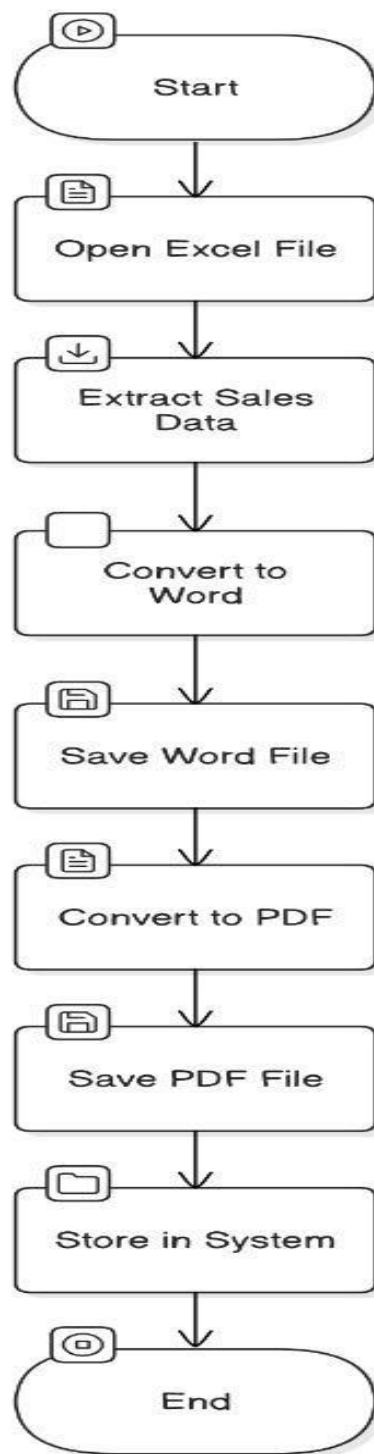 Start
Open Excel File
Extract Sales
Data
Convert to
Word
Save Word File
Convert to PDF
Save PDF File
Store in System
End